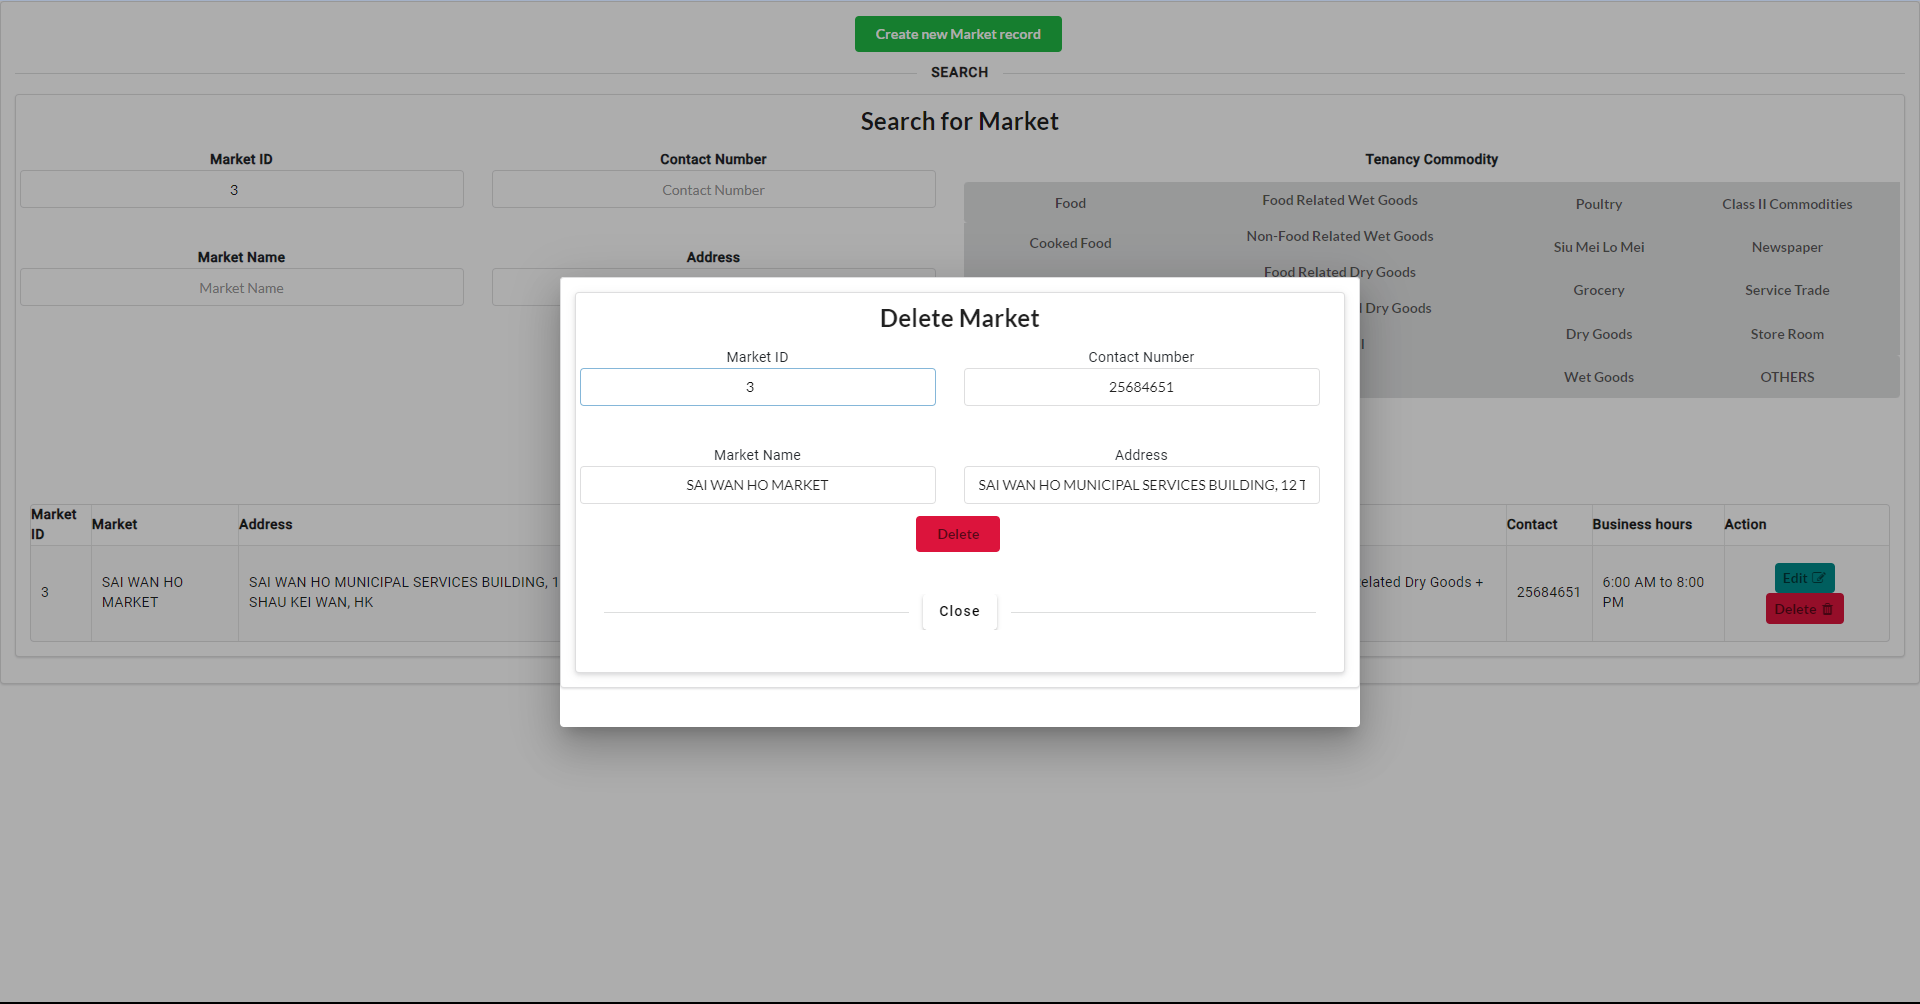 Create new Market record
SEARCH
Search for Market
Market ID
Contact Number
Tenancy Commodity
3
Contact Number
Food
Food Related Wet Goods
Poultry
Class II Commodities
Cooked Food
Non-Food Related Wet Goods
Siu Mei Lo Mei
Newspaper
Market Name
Address
Food Related Dry Goods
Market Name
Grocery
Service Trade
Dry Goods
Dry Goods
Store Room
Wet Goods
OTHERS
Delete Market
Market ID
Contact Number
3
25684651
Market Name
Address
SAI WAN HO MARKET
SAI WAN HO MUNICIPAL SERVICES BUILDING, 12 T
Delete
Close
Market ID
Market
Address
Contact
Business hours
Action
3
SAI WAN HO
MARKET
SAI WAN HO MUNICIPAL SERVICES BUILDING, 1
SHAU KEI WAN, HK
elated Dry Goods +
25684651
6:00 AM to 8:00
PM
Edit
Delete